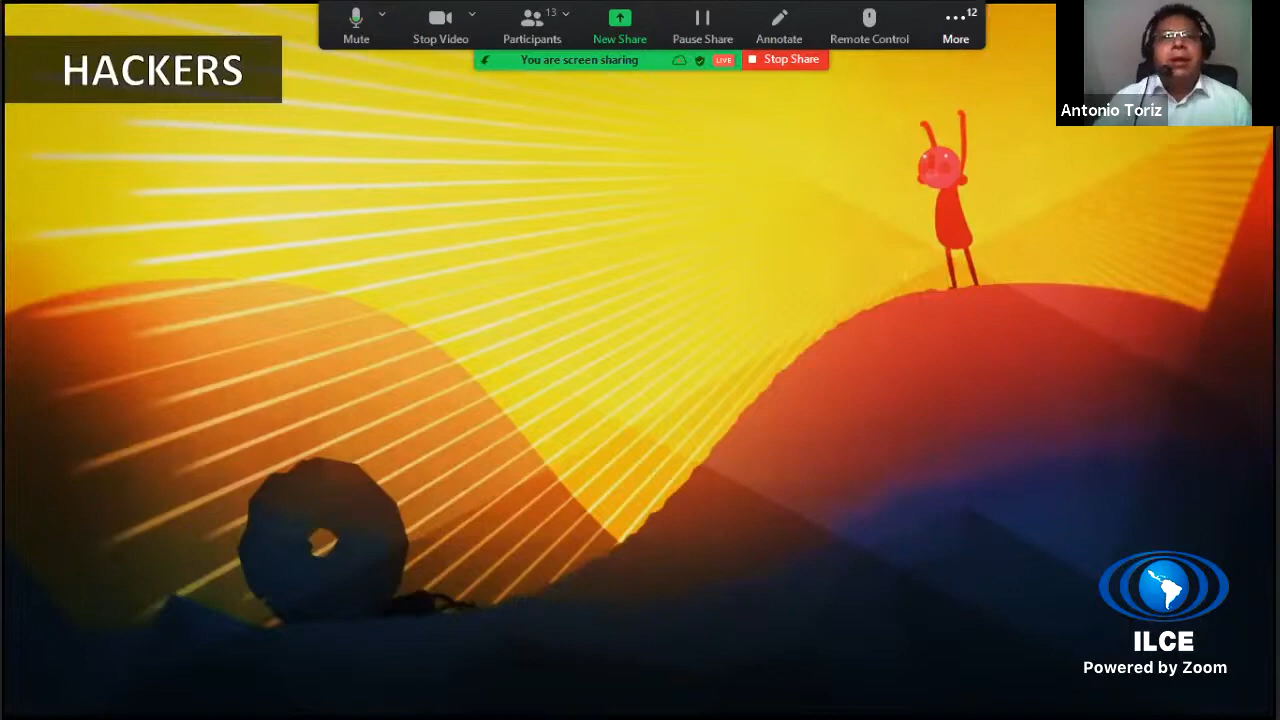 HACKERS
Mute
Stop Video
13
Participants
New Share
Pause Share
Annotate
Remote Control
12
More
You are screen sharing
LIVE
Stop Share
Antonio Toriz
ILCE
Powered by Zoom